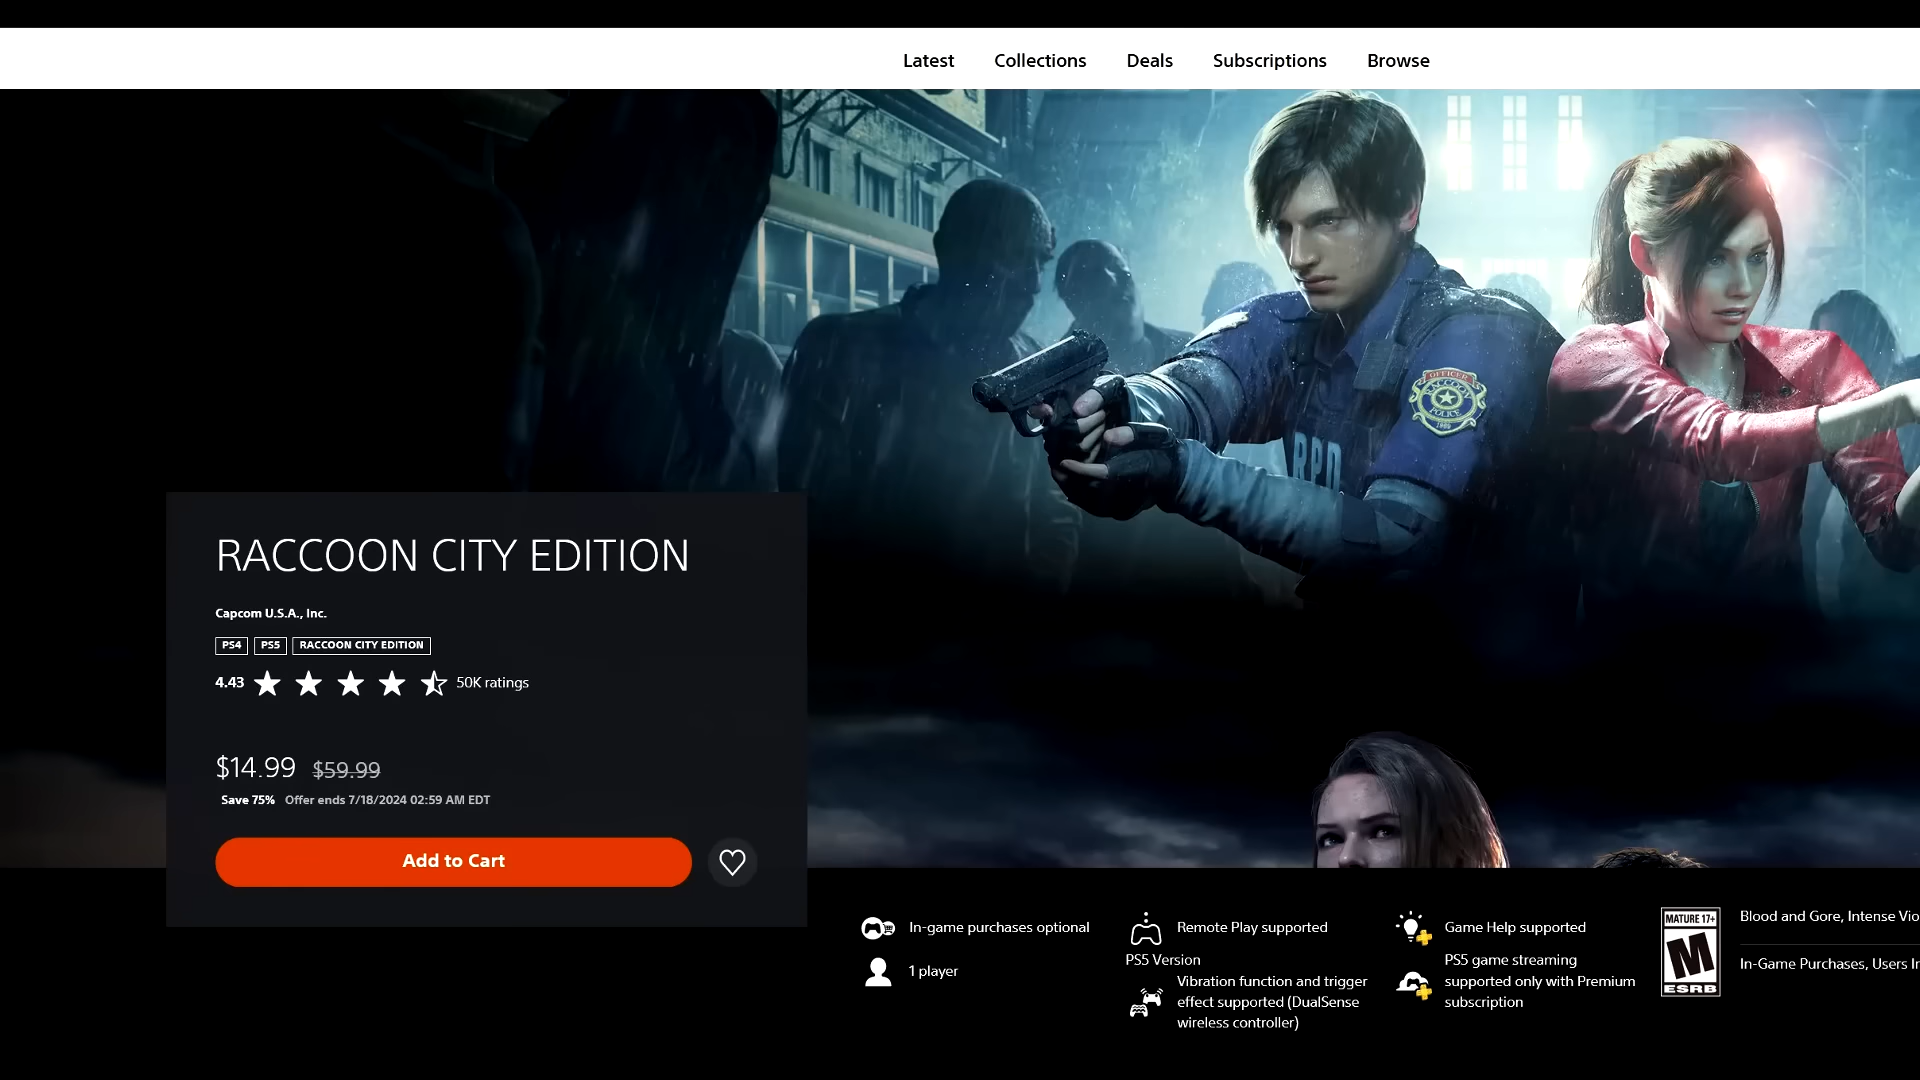 Latest Collections Deals Subscriptions Browse
OFFICER
RACCOON
POLICE
RPD
RACCOON CITY EDITION
Capcom U.S.A., Inc.
PS4 PS5 RACCOON CITY EDITION
4.43 50K ratings
$14.99 $59.99
Save 75% Offer ends 7/18/2024 02:59 AM EDT
Add to Cart
In-game purchases optional
1 player
Remote Play supported
PS5 Version
Vibration function and trigger
effect supported (DualSense
wireless controller)
Game Help supported
PS5 game streaming
supported only with Premium
subscription
MATURE 17+
M
ESRB
Blood and Gore, Intense Vio
In-Game Purchases, Users In